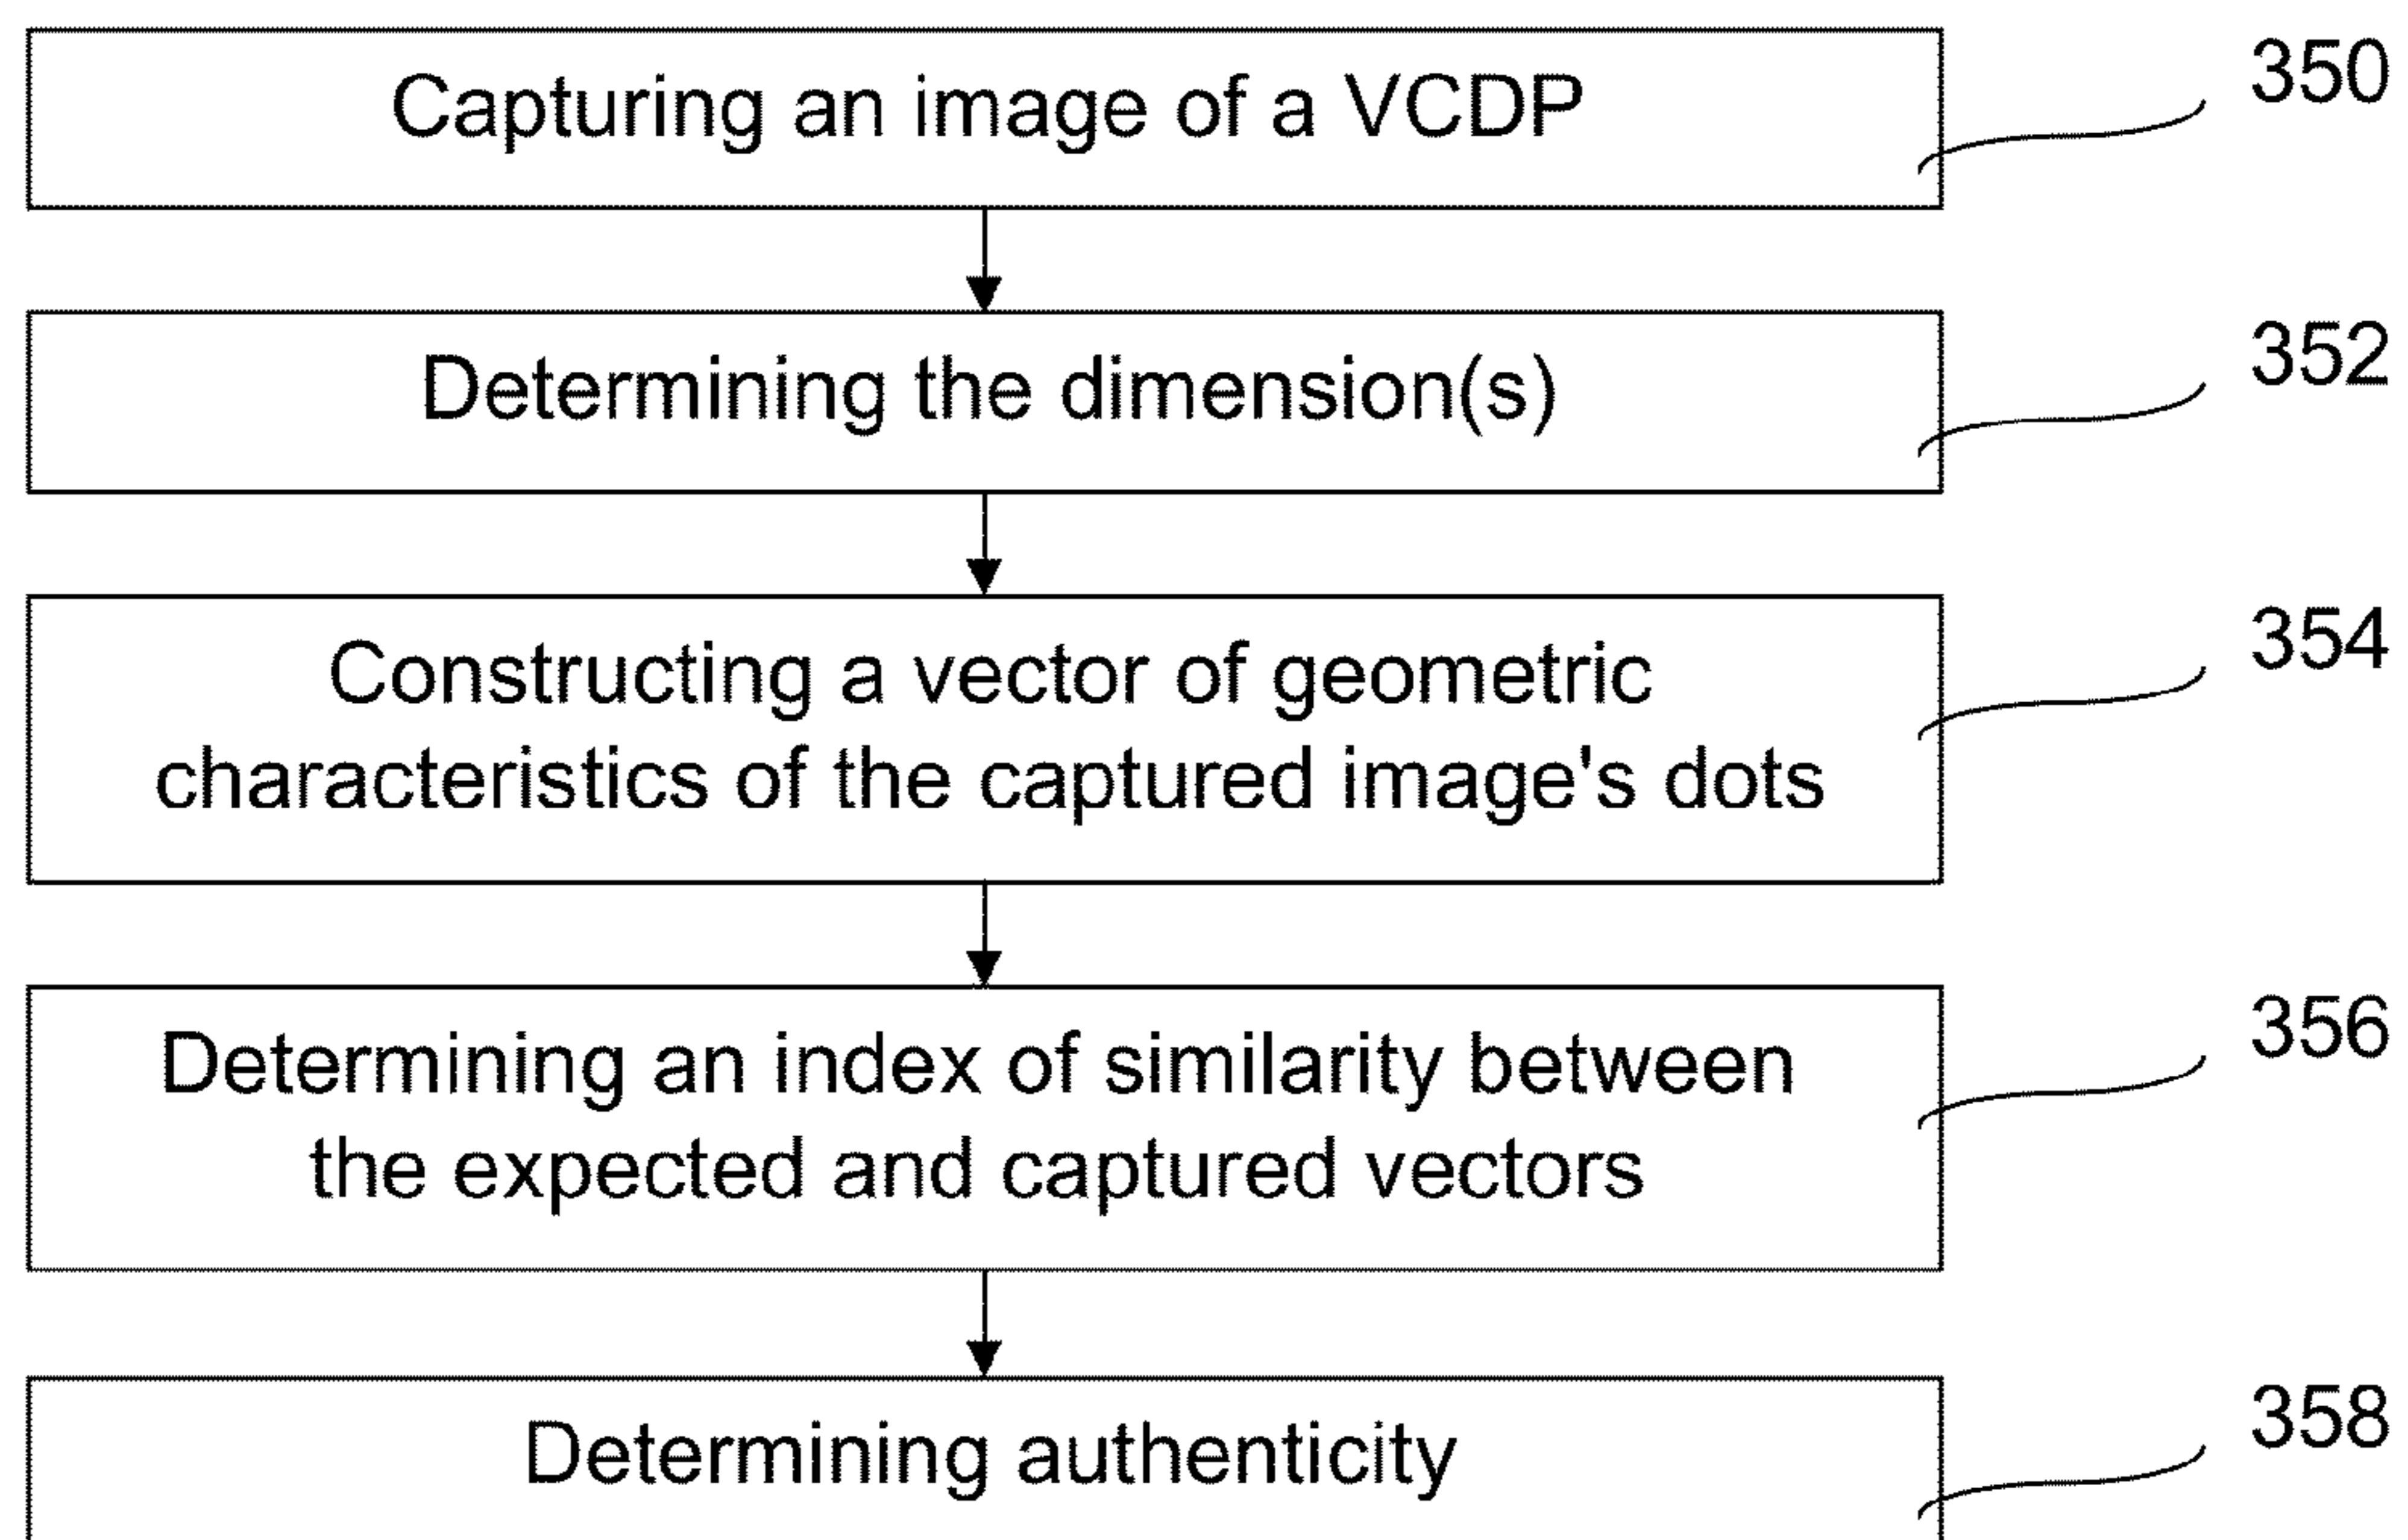 Capturing an image of a VCDP
350
Determining the dimension(s)
352
Constructing a vector of geometric
characteristics of the captured image's dots
354
Determining an index of similarity between
the expected and captured vectors
356
Determining authenticity
358